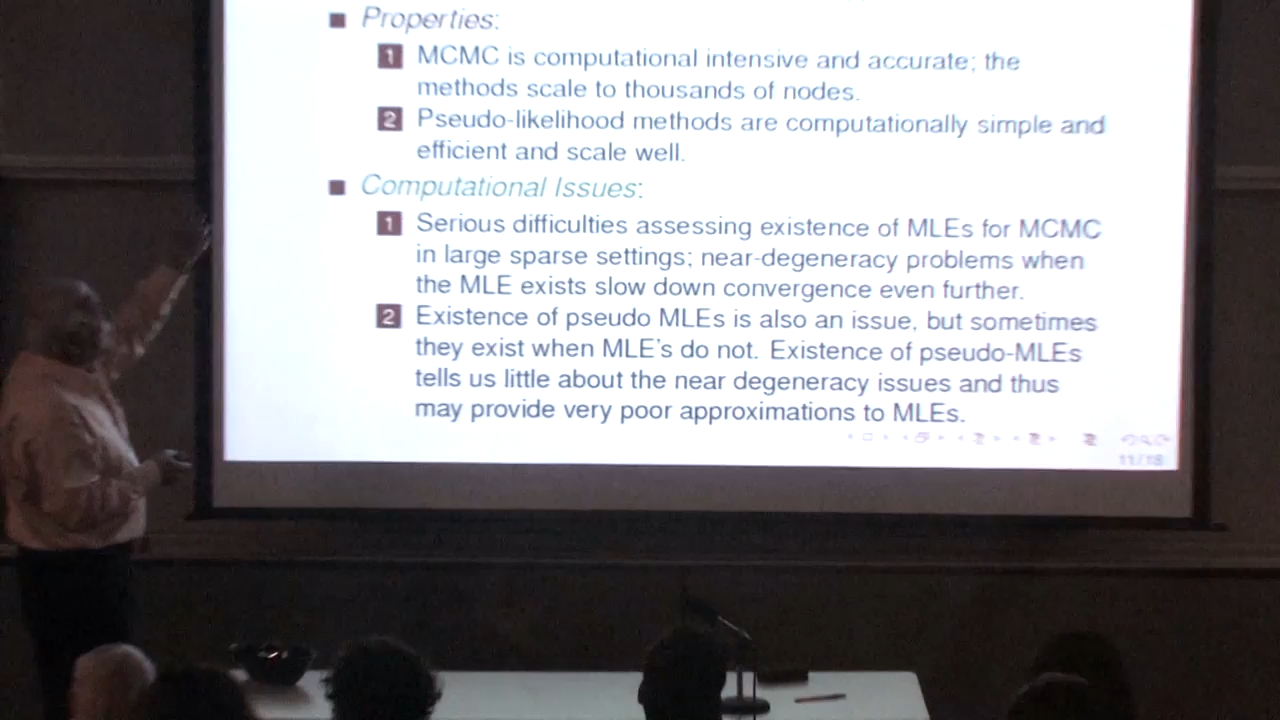 Properties:
1 MCMC is computational intensive and accurate; the
methods scale to thousands of nodes.
2 Pseudo-likelihood methods are computationally simple and
efficient and scale well.
Computational Issues:
1 Serious difficulties assessing existence of MLEs for MCMC
in large sparse settings; near-degeneracy problems when
the MLE exists slow down convergence even further.
2 Existence of pseudo MLEs is also an issue, but sometimes
they exist when MLE's do not. Existence of pseudo-MLEs
tells us little about the near degeneracy issues and thus
may provide very poor approximations to MLEs.
11/18